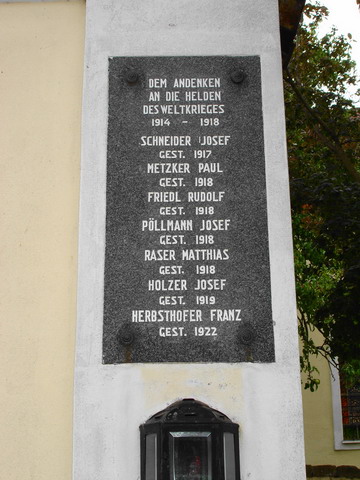 DEM ANDENKEN
AN DIE HELDEN
DES WELTKRIEGES
1914 - 1918
SCHNEIDER JOSEF
GEST. 1917
METZKER PAUL
GEST. 1918
FRIEDL RUDOLF
GEST. 1918
PÖLLMANN JOSEF
GEST. 1918
RASER MATTHIAS
GEST. 1918
HOLZER JOSEF
GEST. 1919
HERBSTHOFER FRANZ
GEST. 1922